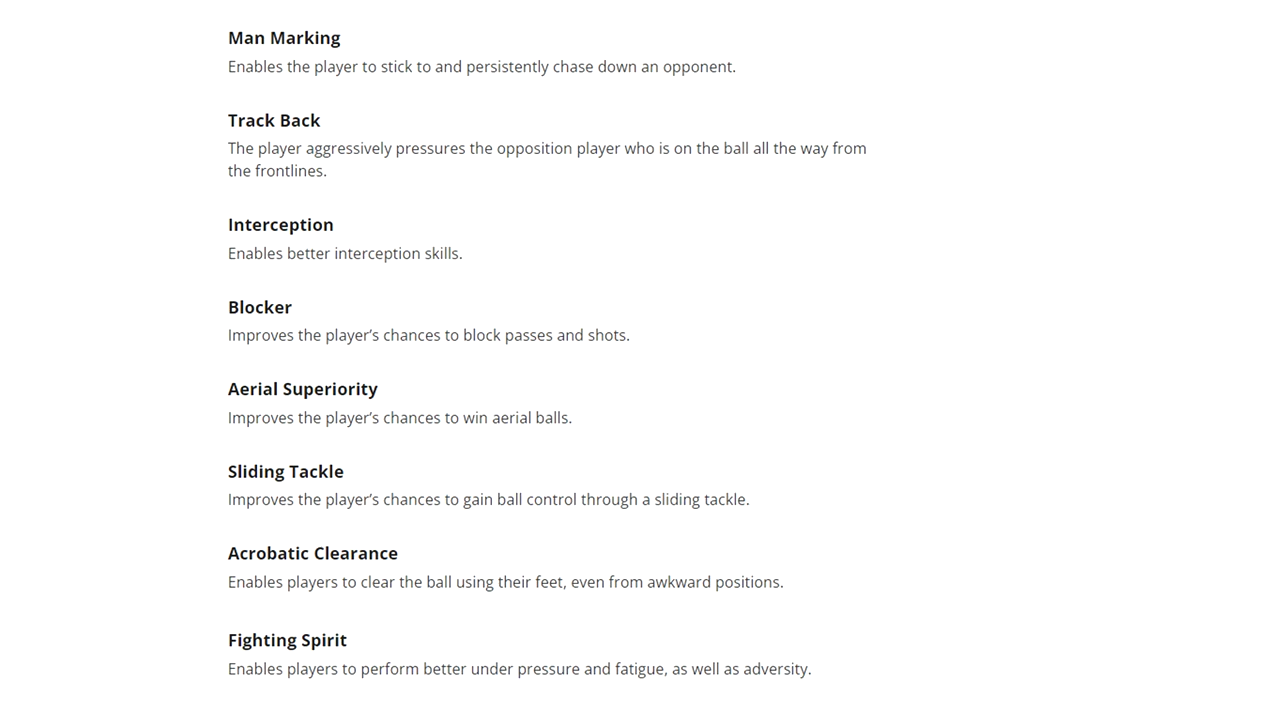 Man Marking
Enables the player to stick to and persistently chase down an opponent.
Track Back
The player aggressively pressures the opposition player who is on the ball all the way from
the frontlines.
Interception
Enables better interception skills.
Blocker
Improves the player’s chances to block passes and shots.
Aerial Superiority
Improves the player’s chances to win aerial balls.
Sliding Tackle
Improves the player’s chances to gain ball control through a sliding tackle.
Acrobatic Clearance
Enables players to clear the ball using their feet, even from awkward positions.
Fighting Spirit
Enables players to perform better under pressure and fatigue, as well as adversity.